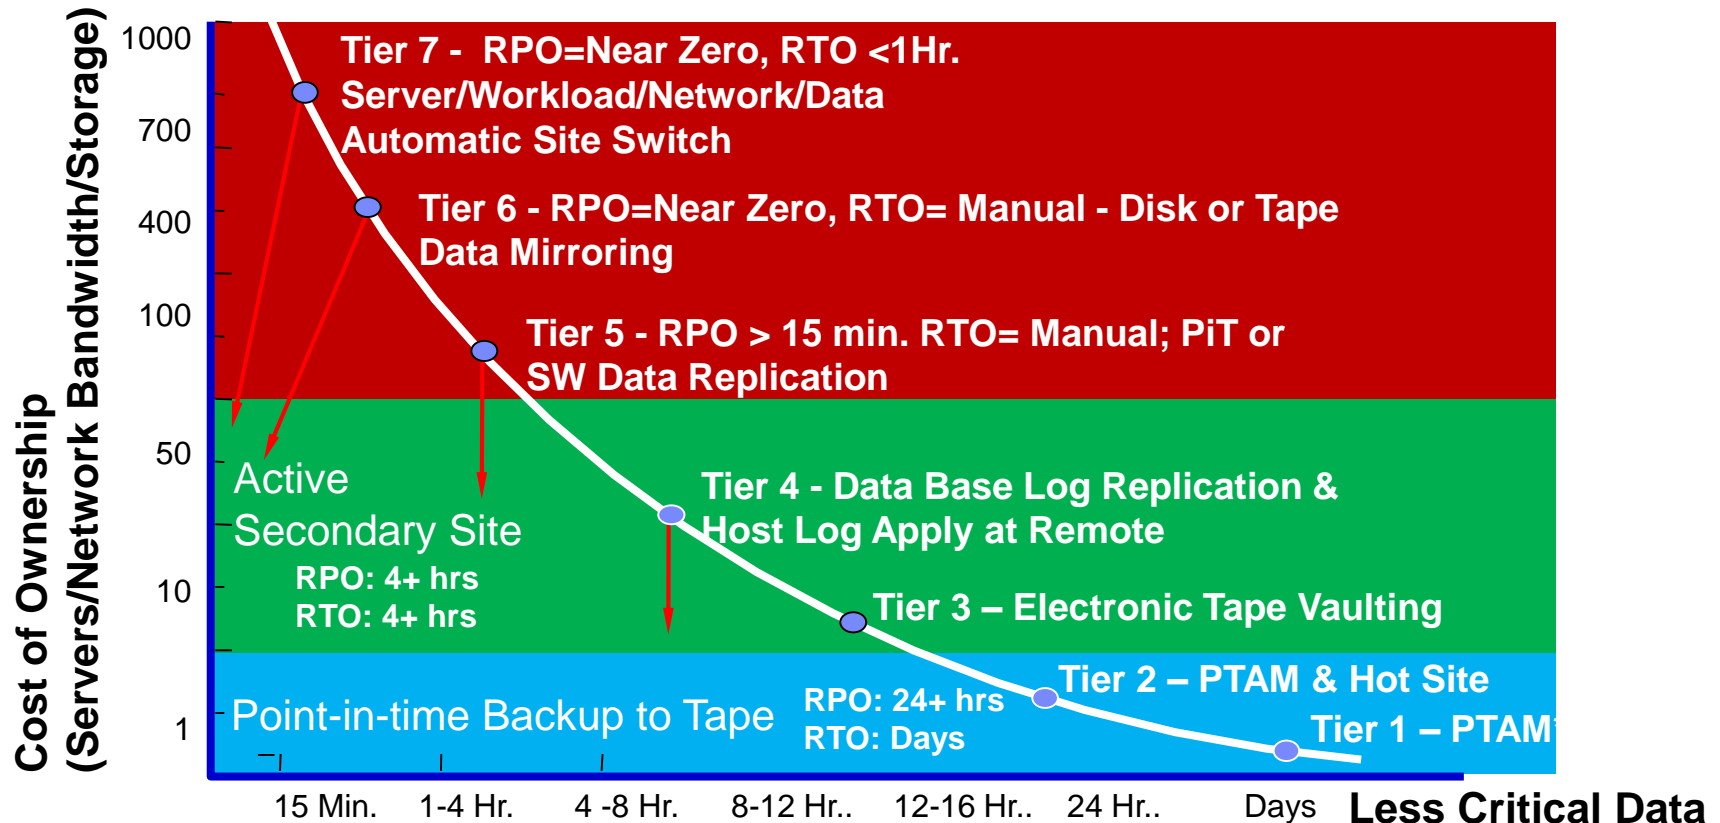 Cost of Ownership
(Servers/Network Bandwidth/Storage)
1000
700
400
100
50
10
1
Tier 7 - RPO=Near Zero, RTO <1Hr.
Server/Workload/Network/Data
Automatic Site Switch
Tier 6 - RPO=Near Zero, RTO= Manual - Disk or Tape
Data Mirroring
Tier 5 - RPO > 15 min. RTO= Manual; PiT or
SW Data Replication
Active
Secondary Site
RPO: 4+ hrs
RTO: 4+ hrs
Tier 4 - Data Base Log Replication &
Host Log Apply at Remote
Tier 3 – Electronic Tape Vaulting
Point-in-time Backup to Tape
RPO: 24+ hrs
RTO: Days
Tier 2 – PTAM & Hot Site
Tier 1 – PTAM*
15 Min.
1-4 Hr.
4 -8 Hr.
8-12 Hr..
12-16 Hr..
24 Hr..
Days
Less Critical Data